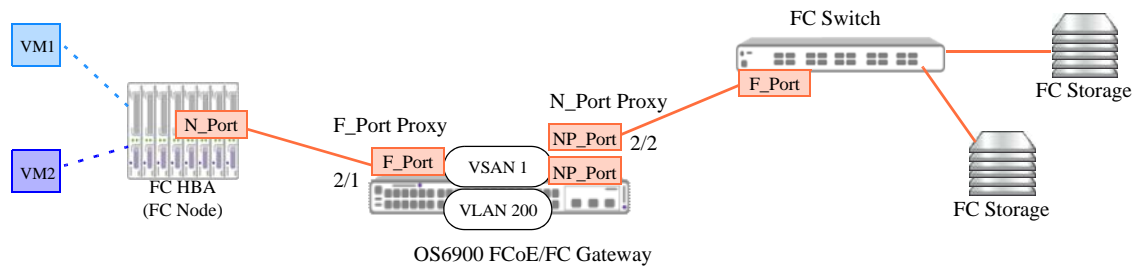 FC Switch
VM1
F_Port
FC Storage
N_Port Proxy
N_Port
F_Port Proxy
NP_Port
2/2
F_Port
VSAN 1
NP_Port
VM2
2/1
FC HBA
(FC Node)
VLAN 200
FC Storage
OS6900 FCoE/FC Gateway